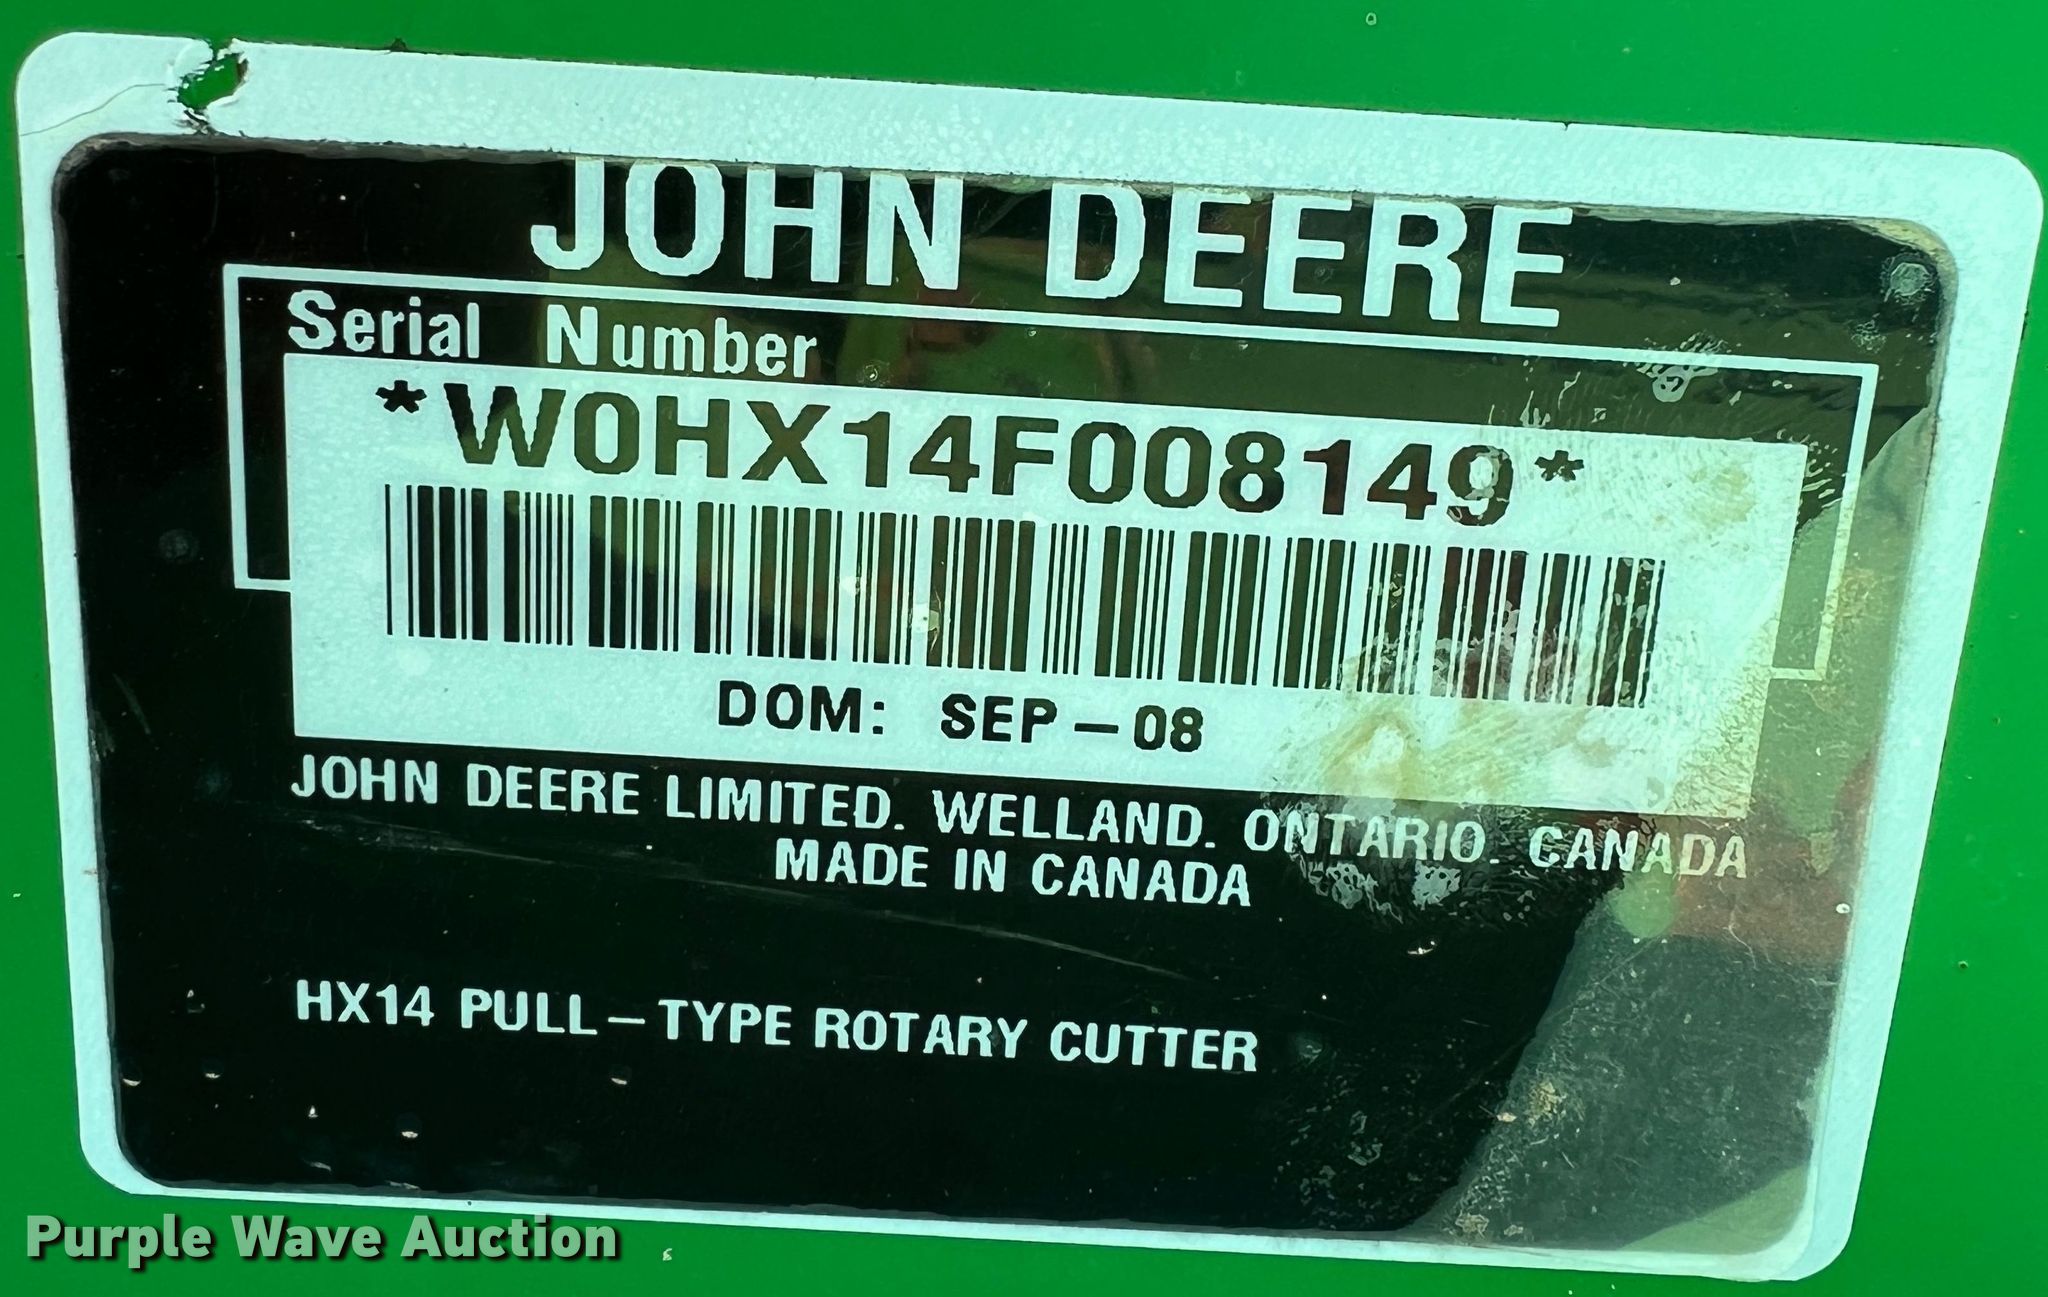 JOHN DEERE
Serial Number
*W0HX14F008149*
DOM: SEP-08
JOHN DEERE LIMITED. WELLAND. ONTARIO. CANADA
MADE IN CANADA
HX14 PULL-TYPE ROTARY CUTTER
Purple Wave Auction